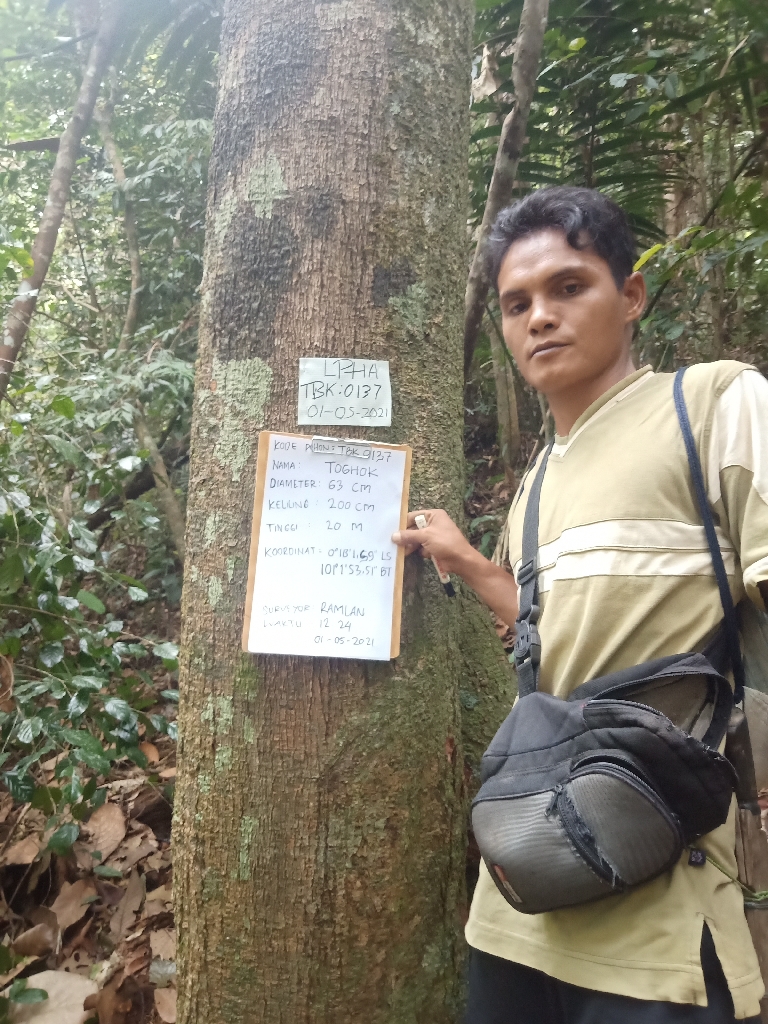 LPHA
TBK:0137
01-05-2021
KODE POHON: TBK 0137
NAMA: TOGHOK
DIAMETER: 63 CM
KELILING: 200 CM
TINGGI: 20 M
KOORDINAT: 0°18'1.69" LS
101°1'53.51" BT
SURVEYOR RAMLAN
WAKTU 12 24
01-05-2021